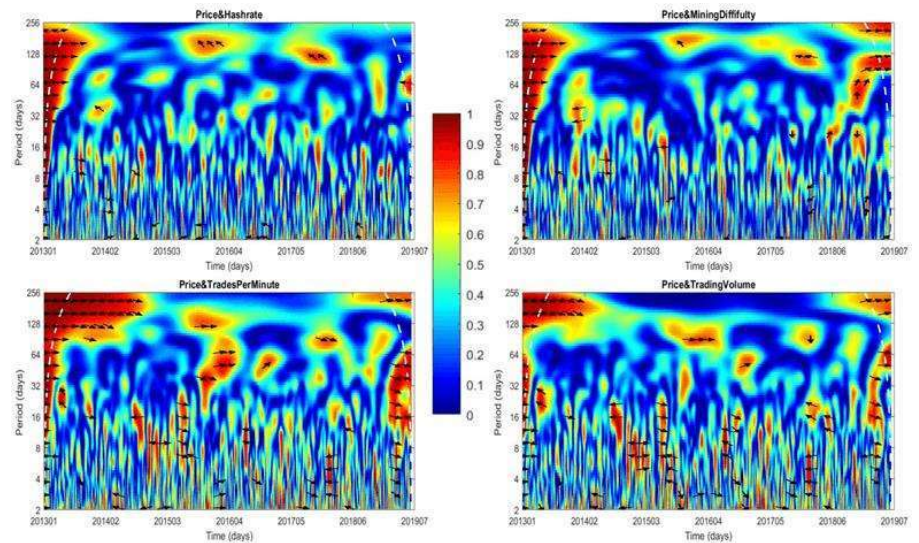 Price&Hashrate
256
128
64
32
16
8
4
2
Period (days)
201301 201402 201503 201604 201705 201806 201907
Time (days)
Price&MiningDiffifulty
256
128
64
32
16
8
4
2
Period (days)
201301 201402 201503 201604 201705 201806 201907
Time (days)
1
0.9
0.8
0.7
0.6
0.5
0.4
0.3
0.2
0.1
0
Price&TradesPerMinute
256
128
64
32
16
8
4
2
Period (days)
201301 201402 201503 201604 201705 201806 201907
Time (days)
Price&TradingVolume
256
128
64
32
16
8
4
2
Period (days)
201301 201402 201503 201604 201705 201806 201907
Time (days)